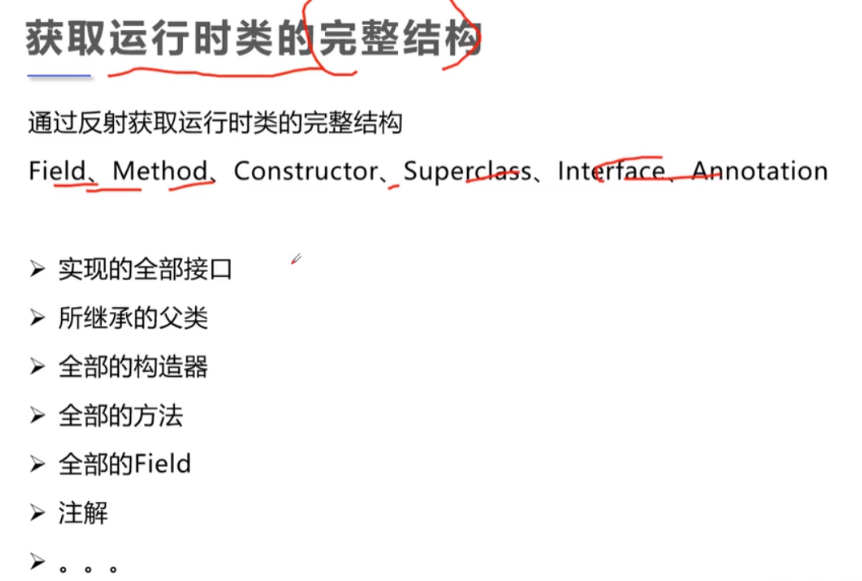 获取运行时类的完整结构
通过反射获取运行时类的完整结构
Field、Method、Constructor、Superclass、Interface、Annotation
➢ 实现的全部接口
➢ 所继承的父类
➢ 全部的构造器
➢ 全部的方法
➢ 全部的Field
➢ 注解
➢ 。。。